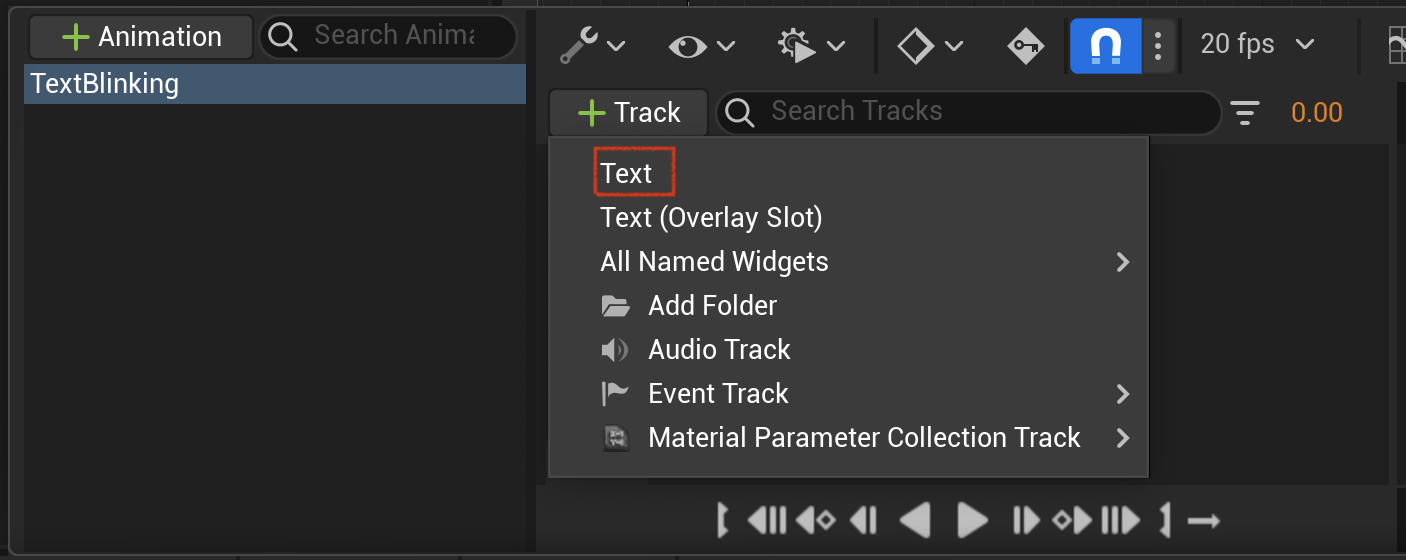 Animation
Search Anima
TextBlinking
20 fps
Track
Search Tracks
0.00
Text
Text (Overlay Slot)
All Named Widgets
Add Folder
Audio Track
Event Track
Material Parameter Collection Track